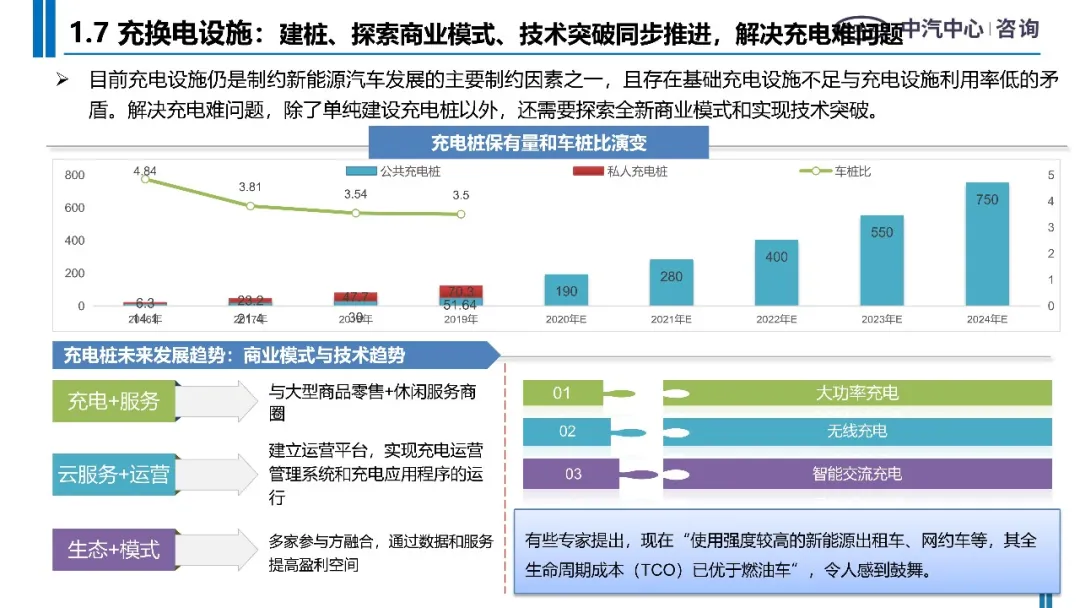 1.7 充换电设施：建桩、探索商业模式、技术突破同步推进，解决充电难问题
中汽中心 咨询
目前充电设施仍是制约新能源汽车发展的主要制约因素之一，且存在基础充电设施不足与充电设施利用率低的矛
盾。解决充电难问题，除了单纯建设充电桩以外，还需要探索全新商业模式和实现技术突破。
充电桩保有量和车桩比演变
公共充电桩 私人充电桩 车桩比
800
600
400
200
0
5
4
3
2
1
0
4.84 3.81 3.54 3.5
6.3 23.2 47.7 70.3
14.1 21.4 30 51.64
190 280 400 550 750
2016年 2017年 2019年 2020年E 2021年E 2022年E 2023年E 2024年E
充电桩未来发展趋势：商业模式与技术趋势
充电+服务
与大型商品零售+休闲服务商
圈
云服务+运营
建立运营平台，实现充电运营
管理系统和充电应用程序的运
行
生态+模式
多家参与方融合，通过数据和服务
提高盈利空间
01 大功率充电
02 无线充电
03 智能交流充电
有些专家提出，现在“使用强度较高的新能源出租车、网约车等，其全
生命周期成本（TCO）已优于燃油车”，令人感到鼓舞。